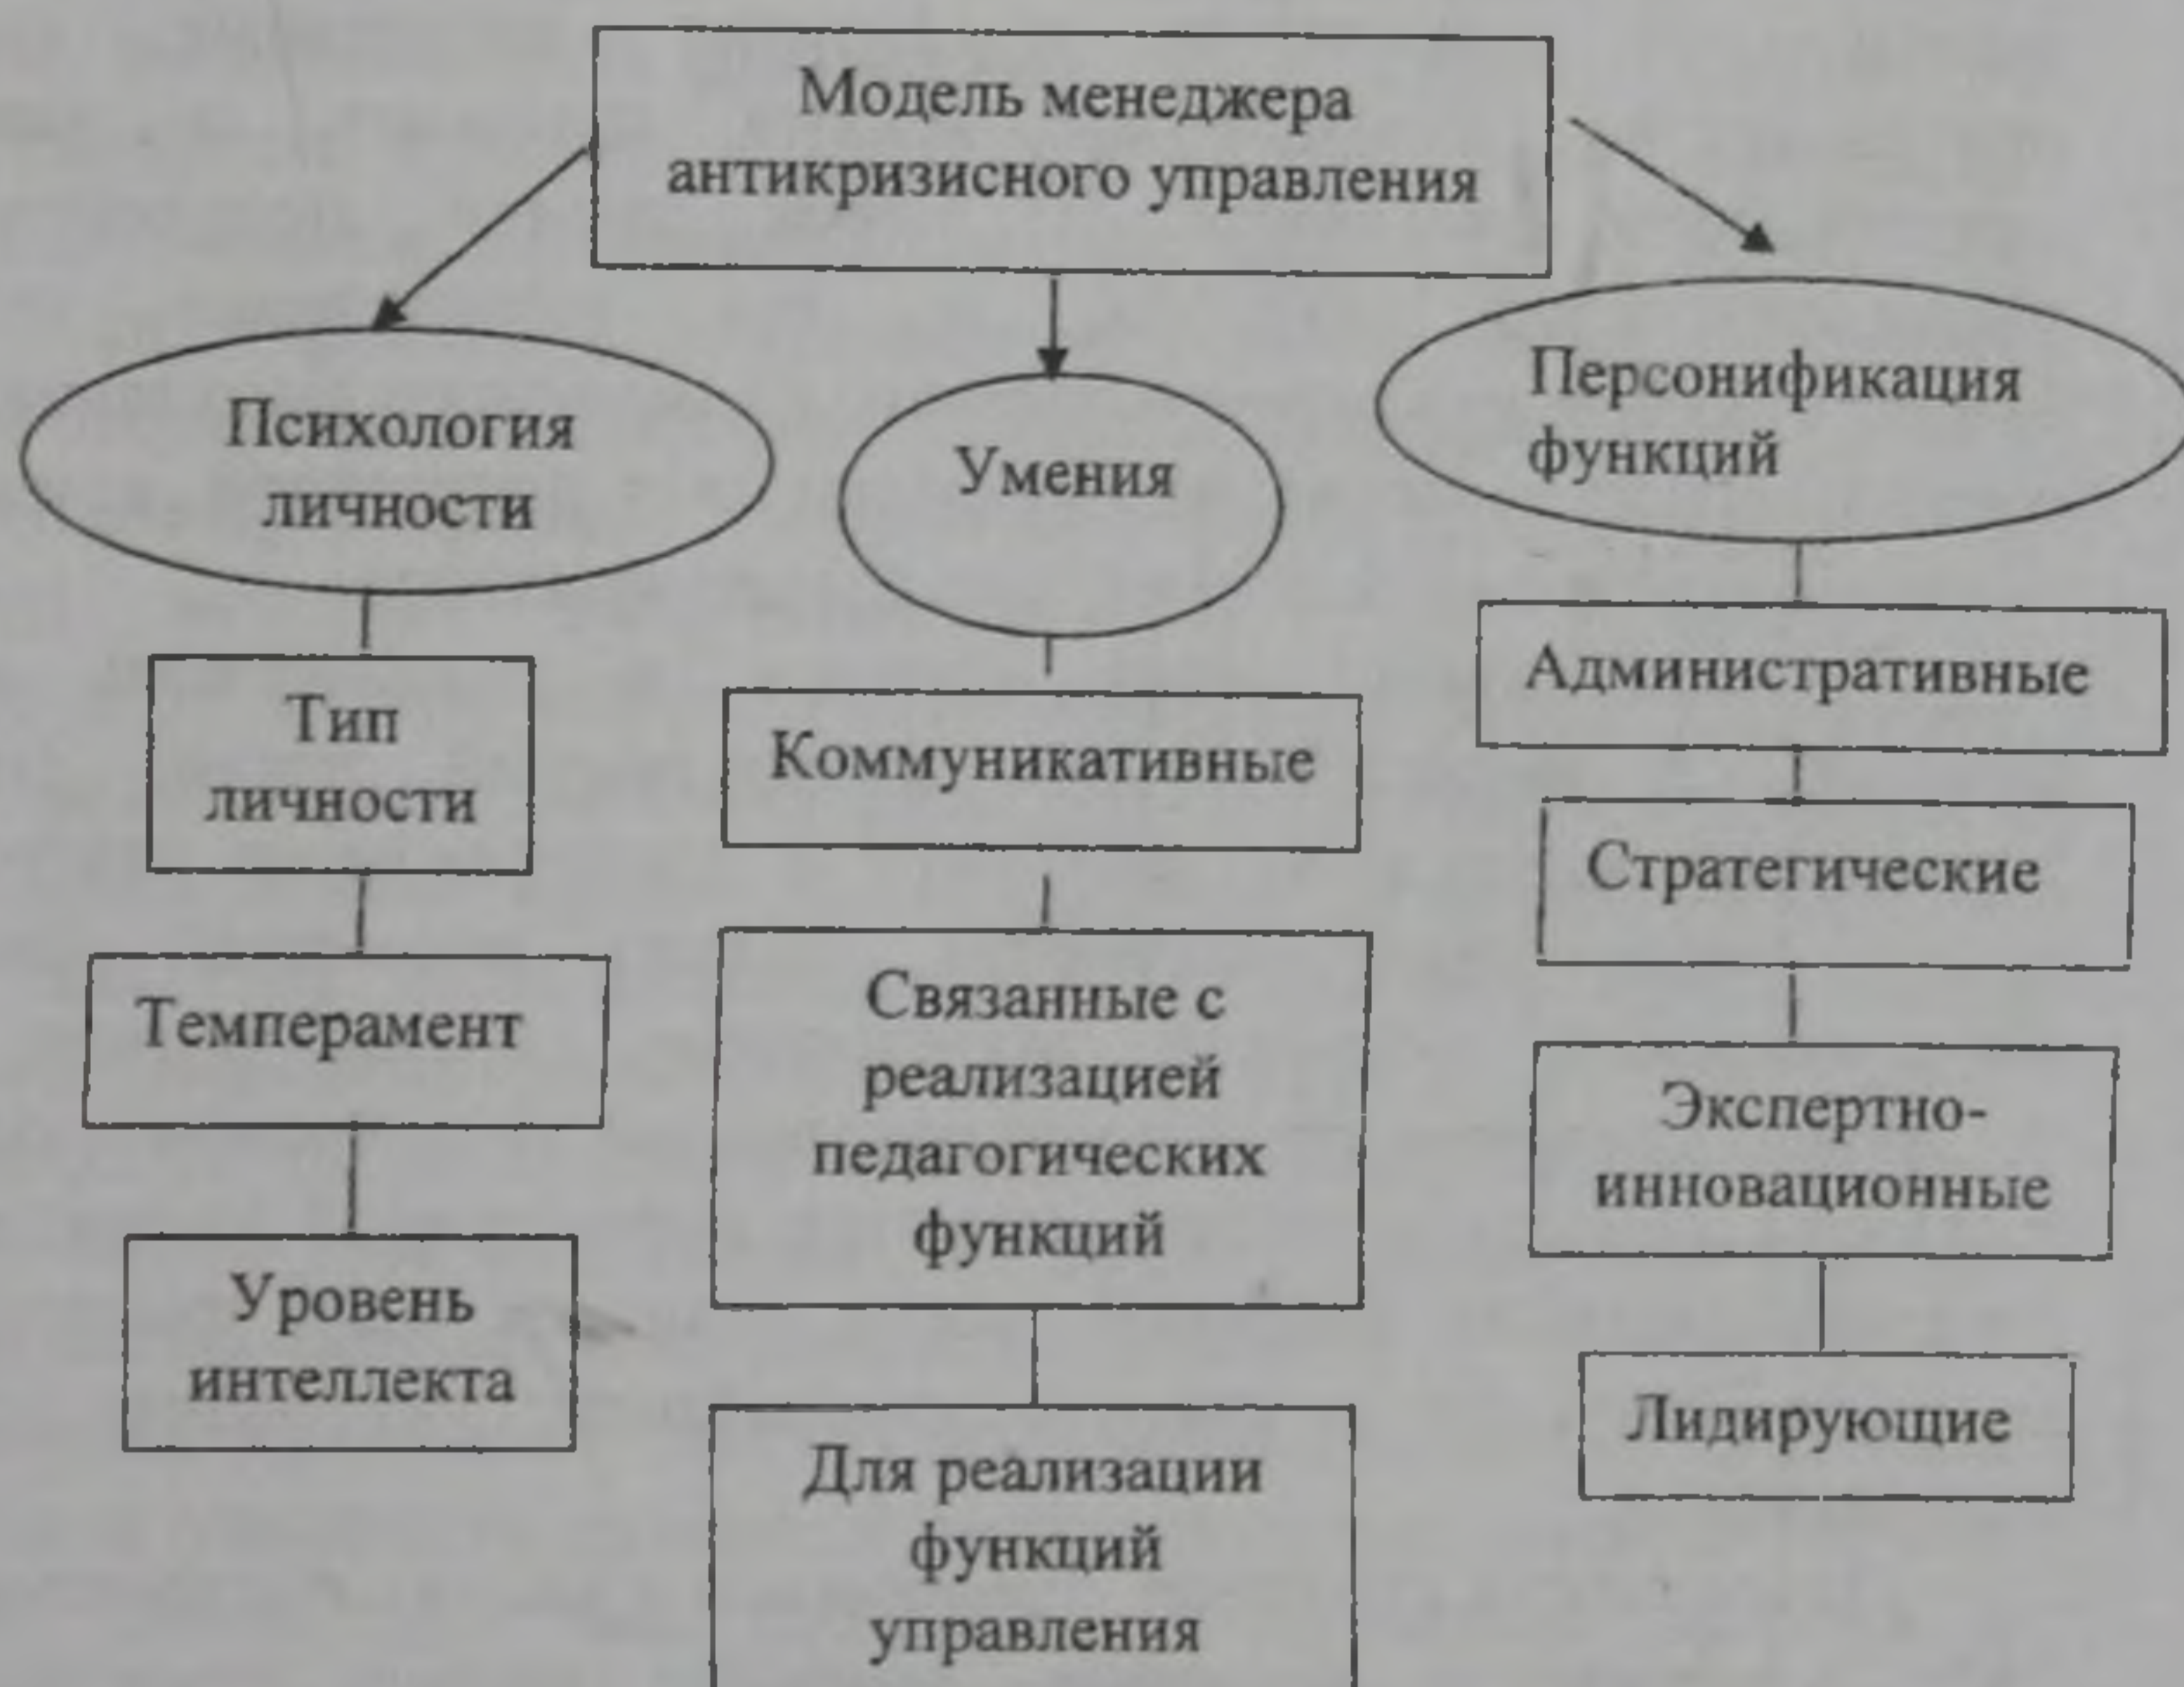 Модель менеджера
антикризисного управления
Психология
личности
Умения
Персонификация
функций
Тип
личности
Темперамент
Уровень
интеллекта
Коммуникативные
Связанные с
реализацией
педагогических
функций
Для реализации
функций
управления
Административные
Стратегические
Экспертно-
инновационные
Лидирующие